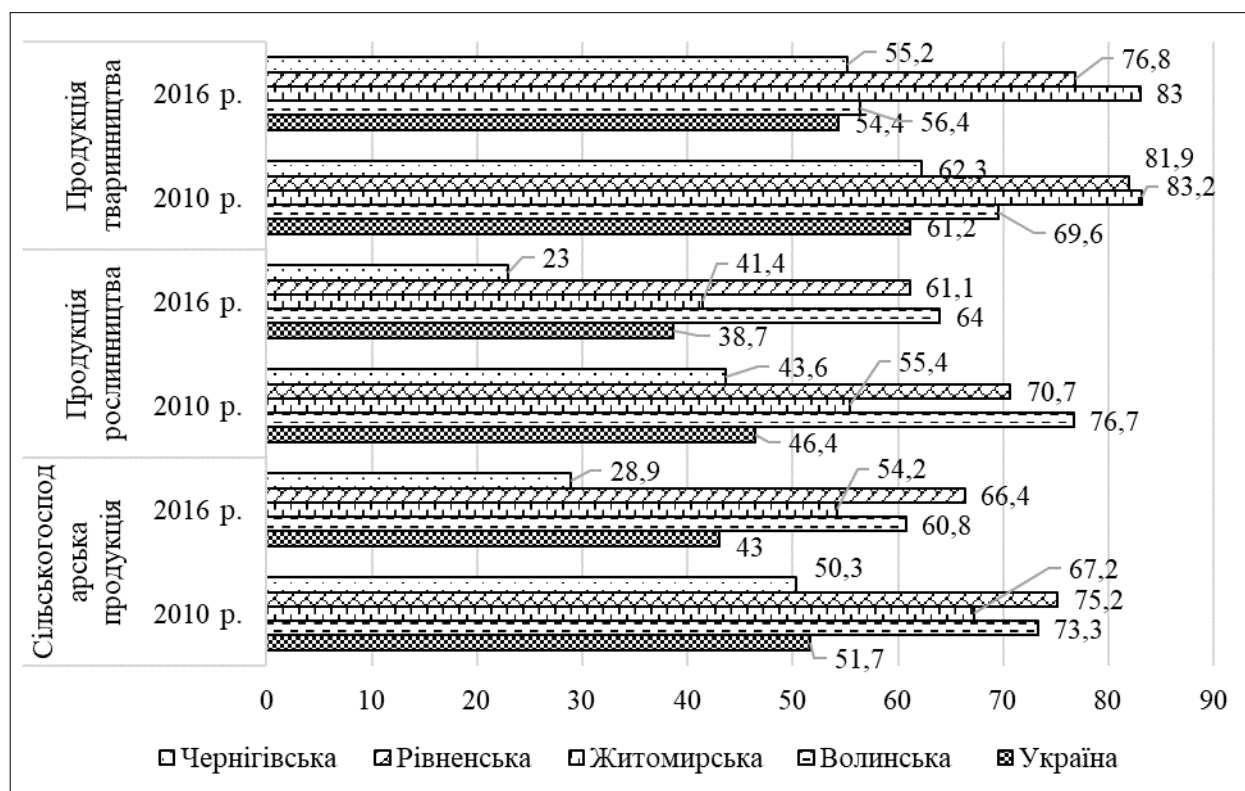 Продукція
тваринництва
2016 р.
55,2
76,8
83
56,4
54,4
2010 р.
62,3
81,9
83,2
69,6
61,2
Продукція
рослинництва
2016 р.
23
61,1
41,4
64
38,7
2010 р.
43,6
70,7
55,4
76,7
46,4
Сільськогоспод
арська
продукція
2016 р.
28,9
66,4
54,2
60,8
43
2010 р.
50,3
75,2
67,2
73,3
51,7
0 10 20 30 40 50 60 70 80 90
Чернігівська Рівненська Житомирська Волинська Україна